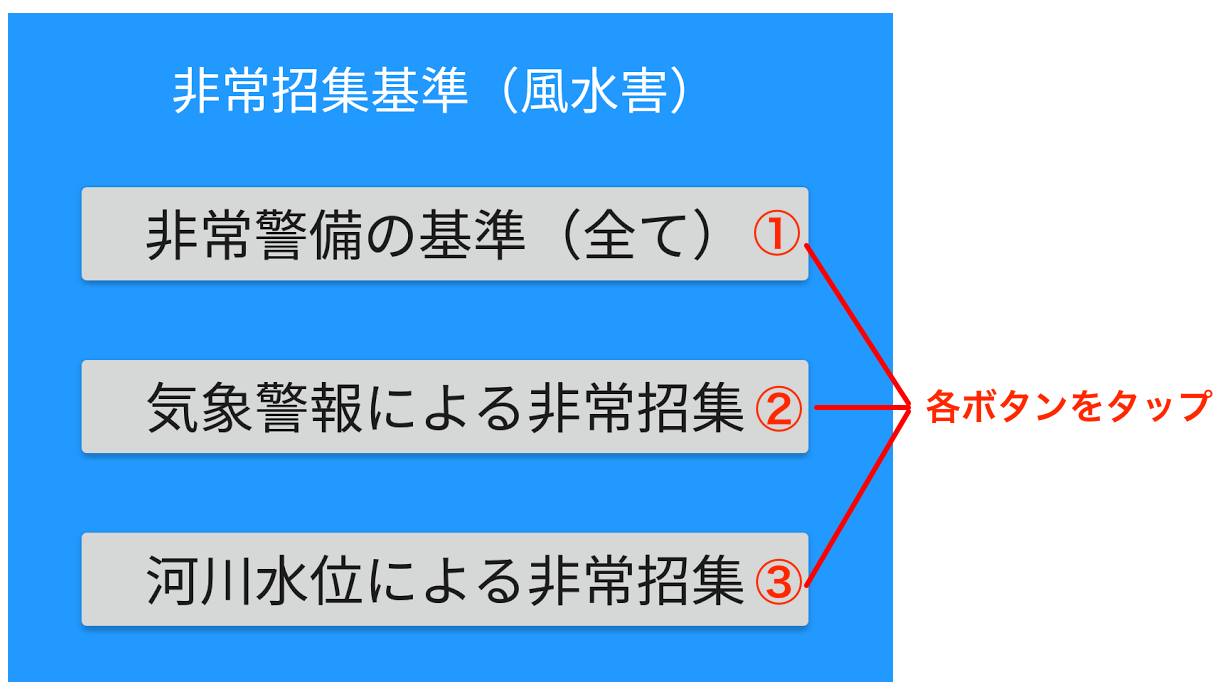 非常招集基準（風水害）
非常警備の基準（全て）①
気象警報による非常招集②
各ボタンをタップ
河川水位による非常招集③